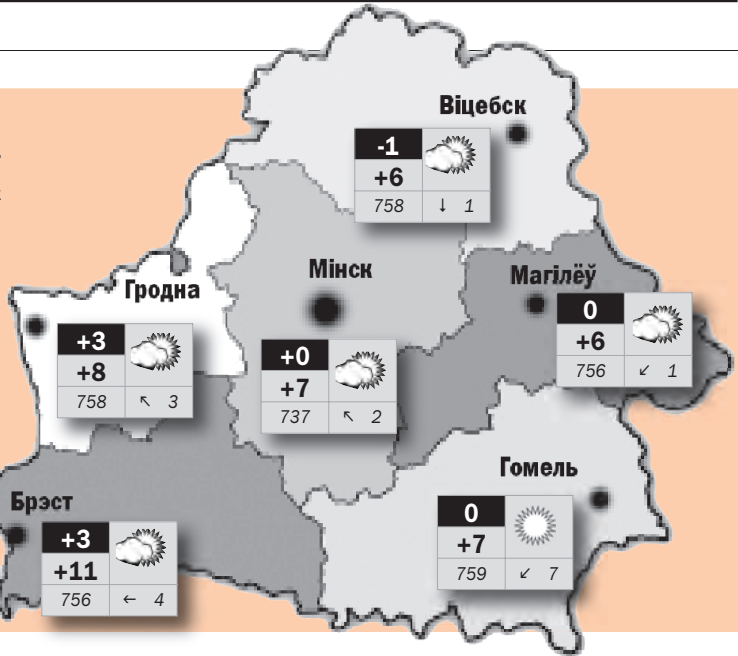 Віцебск
-1
+6
758 ↓ 1
Мінск
+0
+7
737 ↖ 2
Магілёў
0
+6
756 ↙ 1
Гродна
+3
+8
758 ↖ 3
Гомель
0
+7
759 ↙ 7
Брэст
+3
+11
756 ← 4